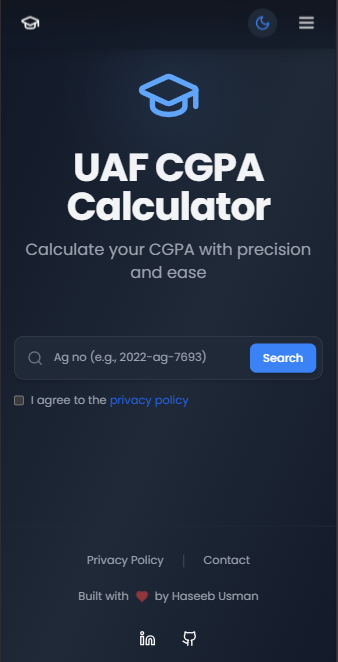 UAF CGPA
Calculator
Calculate your CGPA with precision
and ease
Ag no (e.g., 2022-ag-7693)
Search
I agree to the privacy policy
Privacy Policy
Contact
Built with ❤ by Haseeb Usman
in